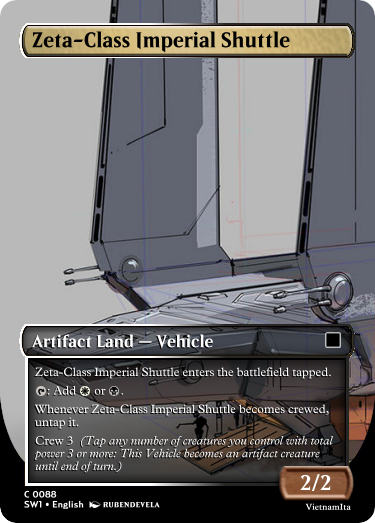 Zeta-Class Imperial Shuttle
Artifact Land — Vehicle
Zeta-Class Imperial Shuttle enters the battlefield tapped.
: Add or .
Whenever Zeta-Class Imperial Shuttle becomes crewed,
untap it.
Crew 3 (Tap any number of creatures you control with total
power 3 or more: This Vehicle becomes an artifact creature
until end of turn.)
2/2
C 0088
SW1 • English RUBENDEVELA
VietnamIta